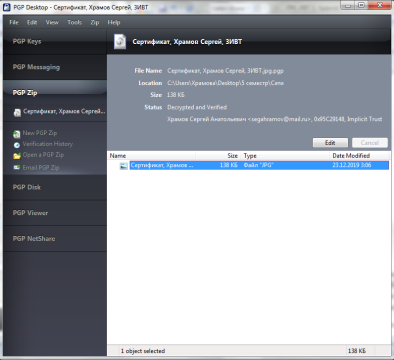 PGP Desktop - Сертификат, Храмов Сергей, ЗИВТ
File Edit View Tools Zip Help
PGP Keys
PGP Messaging
PGP Zip
Сертификат, Храмов Сергей...
New PGP Zip
Verification History
Open a PGP Zip
Email PGP Zip
PGP Disk
PGP Viewer
PGP NetShare
Сертификат, Храмов Сергей, ЗИВТ
File Name Сертификат, Храмов Сергей, ЗИВТ.jpg.pgp
Location C:\Users\Храмова\Desktop\5 семестр\Сети
Size 138 КБ
Status Decrypted and Verified
Храмов Сергей Анатольевич <segahramov@mail.ru>, Implicit Trust
Edit Cancel
Name Size Type Date Modified
Сертификат, Храмов ... 138 КБ Файл "JPG" 23.12.2019 3:06
1 object selected 138 КБ